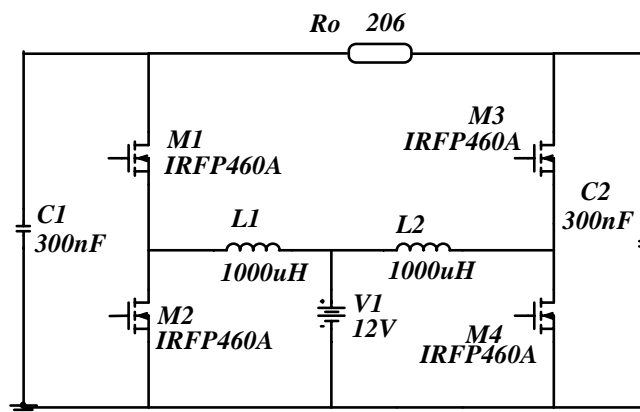 Ro 206
M1
IRFP460A
M3
IRFP460A
C1
300nF
L1
1000uH
L2
1000uH
C2
300nF
M2
IRFP460A
V1
12V
M4
IRFP460A